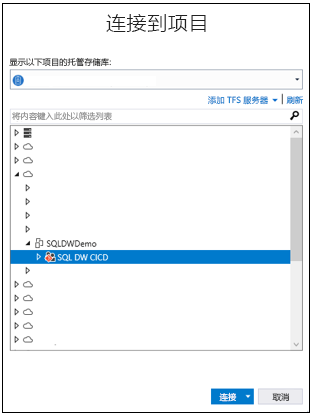 连接到项目
显示以下项目的托管存储库:
添加 TFS 服务器 | 刷新
将内容键入此处以筛选列表
SQLDWDemo
SQL DW CICD
连接 取消